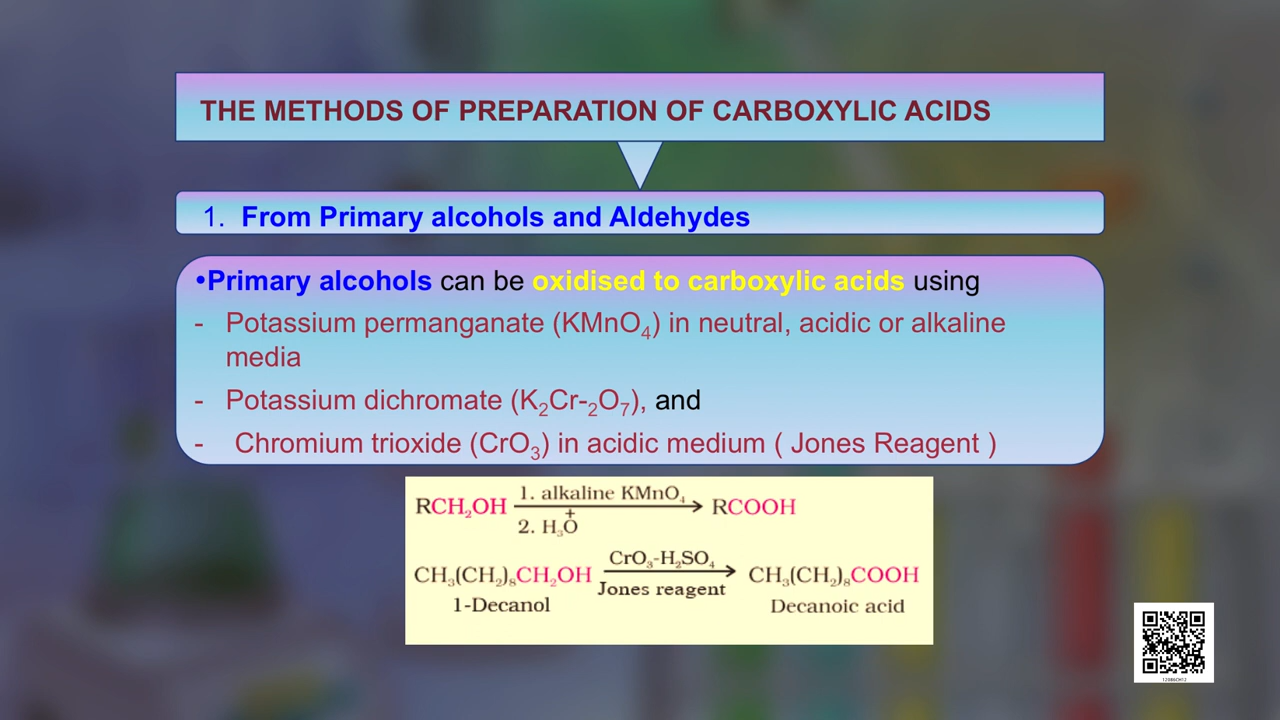 THE METHODS OF PREPARATION OF CARBOXYLIC ACIDS
1. From Primary alcohols and Aldehydes
•Primary alcohols can be oxidised to carboxylic acids using
- Potassium permanganate (KMnO₄) in neutral, acidic or alkaline
media
- Potassium dichromate (K₂Cr-₂O₇), and
- Chromium trioxide (CrO₃) in acidic medium ( Jones Reagent )
1. alkaline KMnO₄
RCH₂OH → RCOOH
2. H₃O⁺
CrO₃-H₂SO₄
CH₃(CH₂)₈CH₂OH → CH₃(CH₂)₈COOH
Jones reagent
1-Decanol Decanoic acid
12086CH12